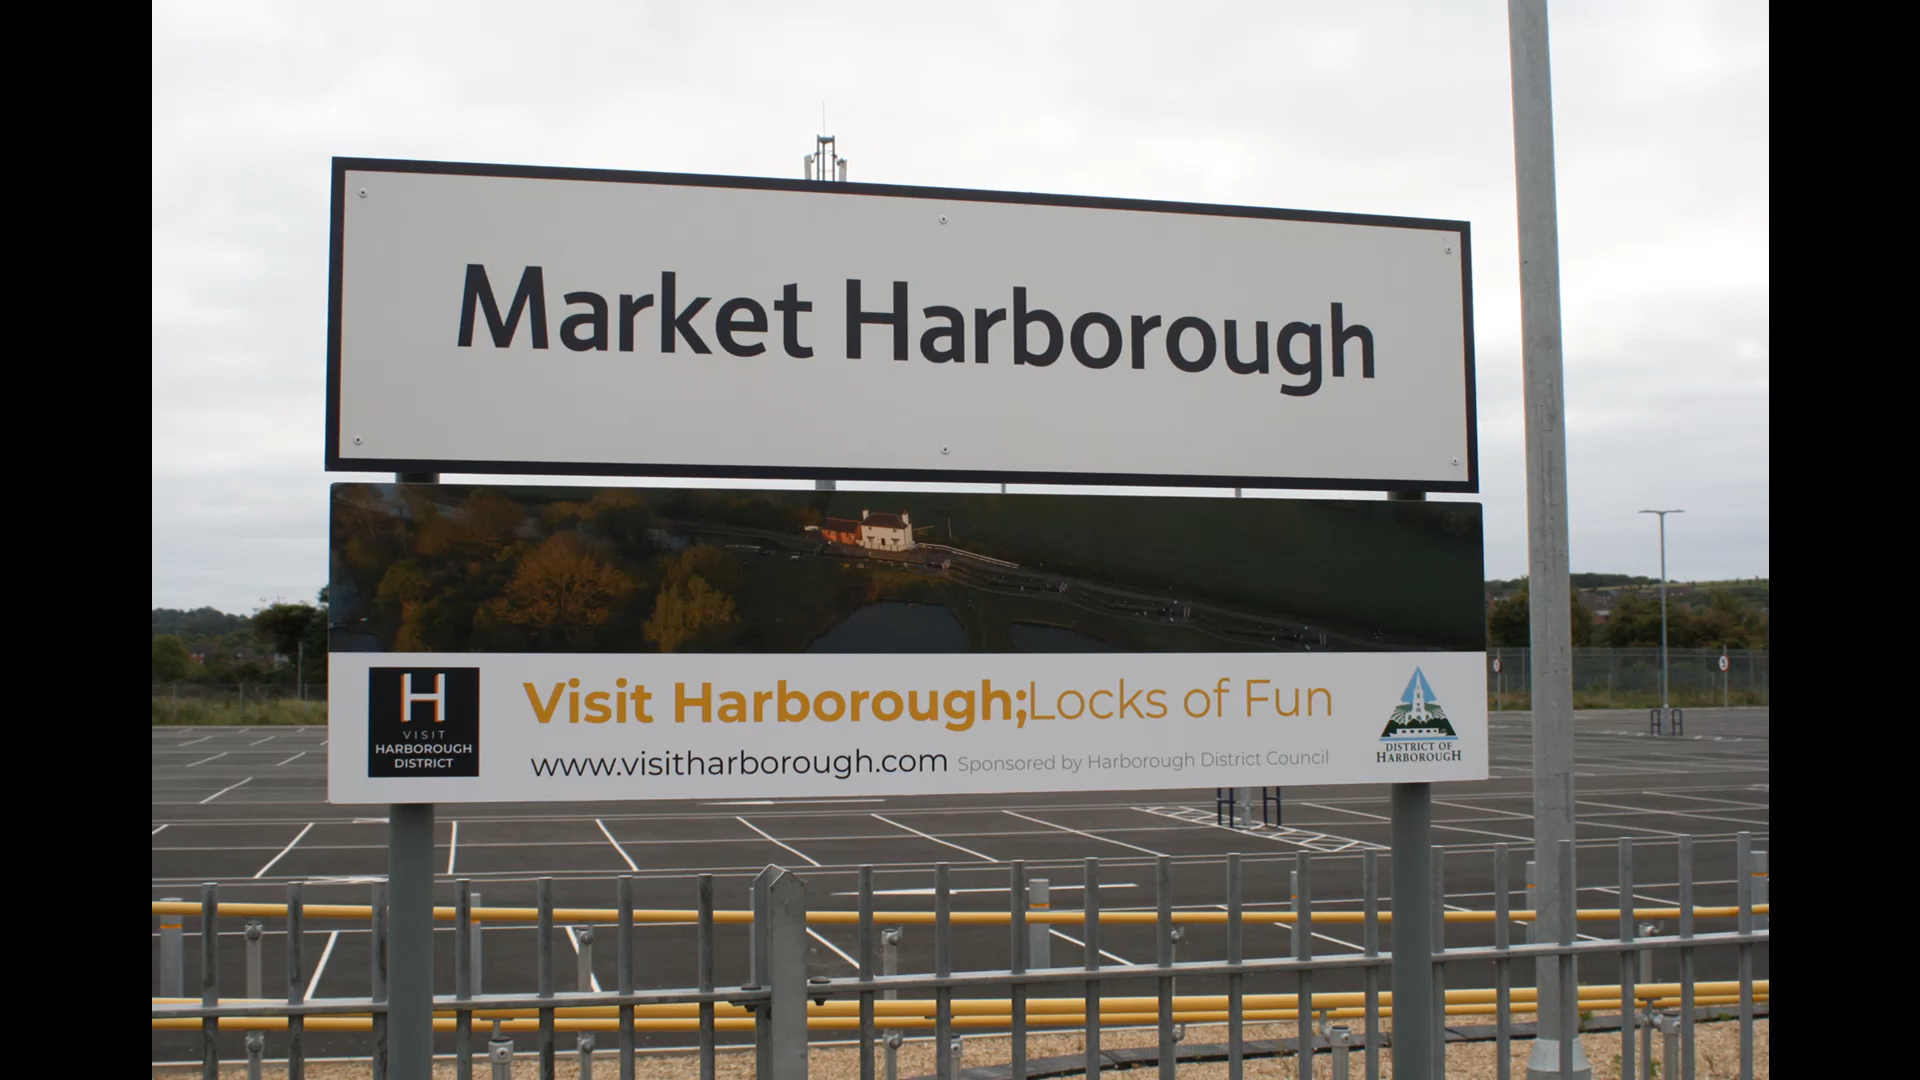 Market Harborough
H
VISIT
HARBOROUGH
DISTRICT
Visit Harborough;Locks of Fun
www.visitharborough.com Sponsored by Harborough District Council
DISTRICT OF
HARBOROUGH